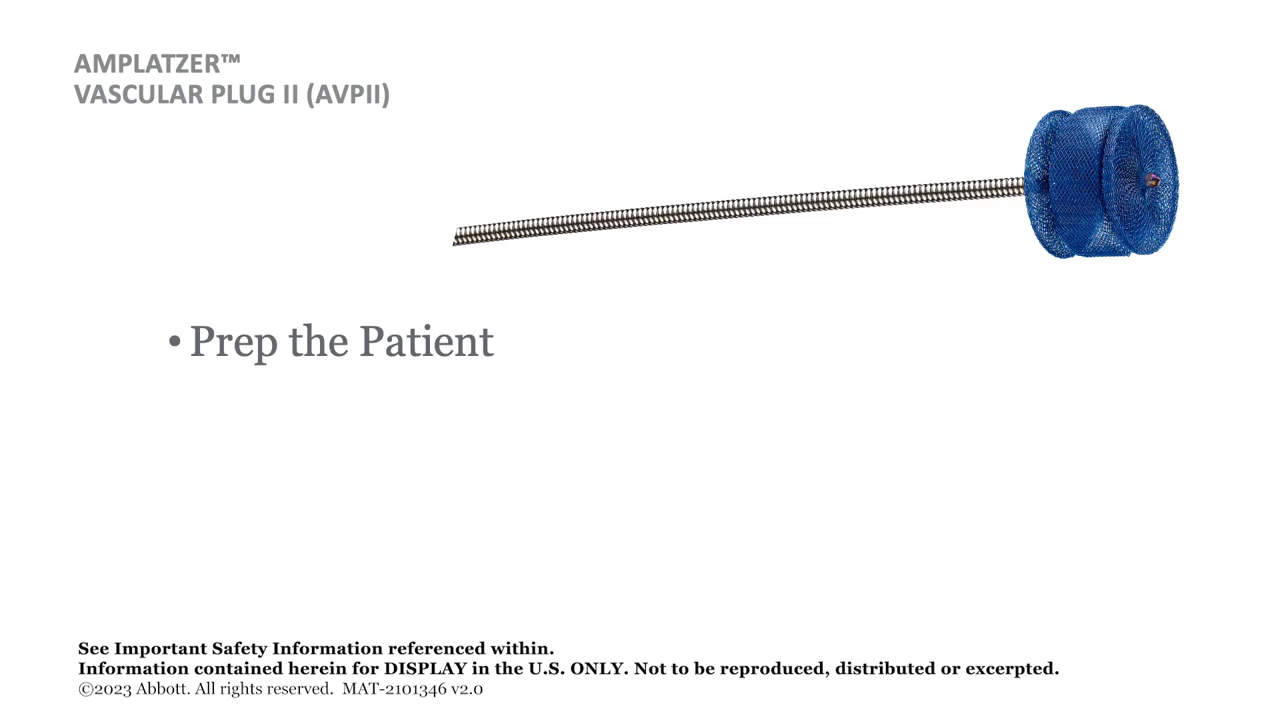 AMPLATZER™
VASCULAR PLUG II (AVPII)
• Prep the Patient
See Important Safety Information referenced within.
Information contained herein for DISPLAY in the U.S. ONLY. Not to be reproduced, distributed or excerpted.
©2023 Abbott. All rights reserved. MAT-2101346 v2.0